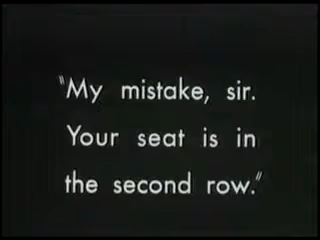 "My mistake, sir.
Your seat is in
the second row."